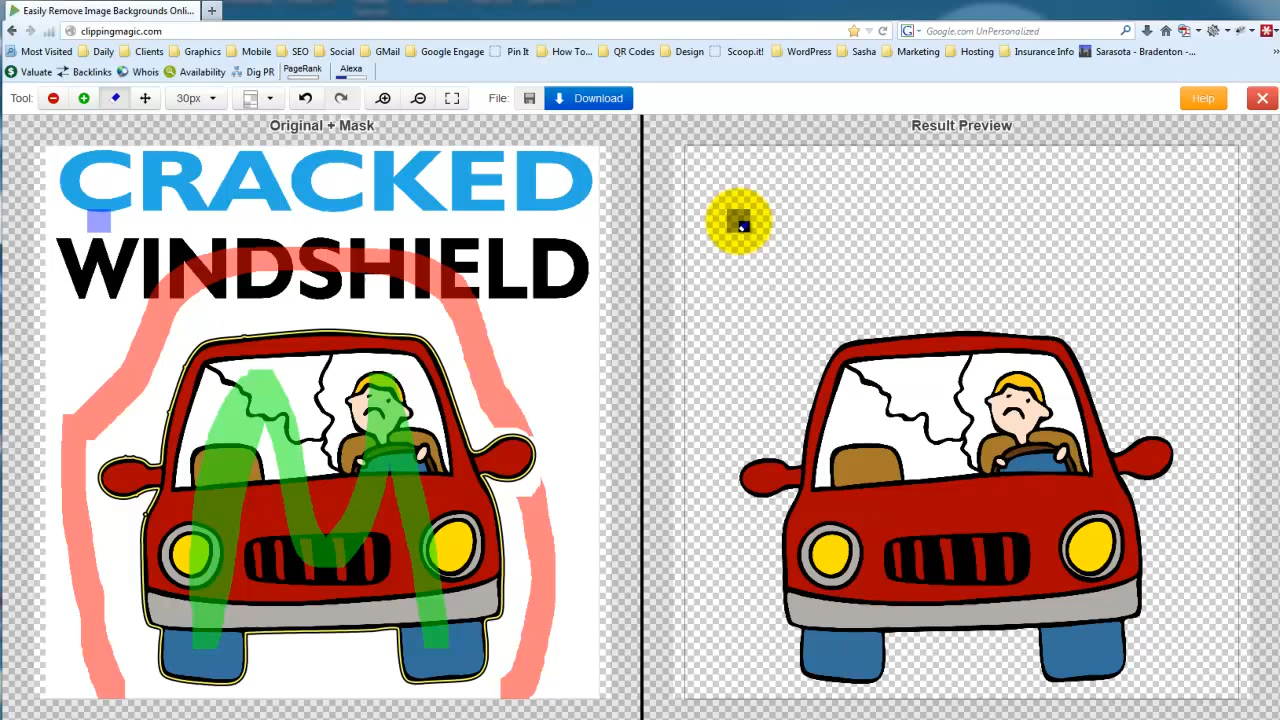 Easily Remove Image Backgrounds Onli...
clippingmagic.com
Google.com UnPersonalized
Most Visited Daily Clients Graphics Mobile SEO Social GMail Google Engage Pin It How To... QR Codes Design Scoop.it! WordPress Sasha Marketing Hosting Insurance Info Sarasota - Bradenton -...
Valuate Backlinks Whois Availability Dig PR PageRank Alexa
Tool: 30px File: Download Help
Original + Mask
Result Preview
CRACKED
WINDSHIELD